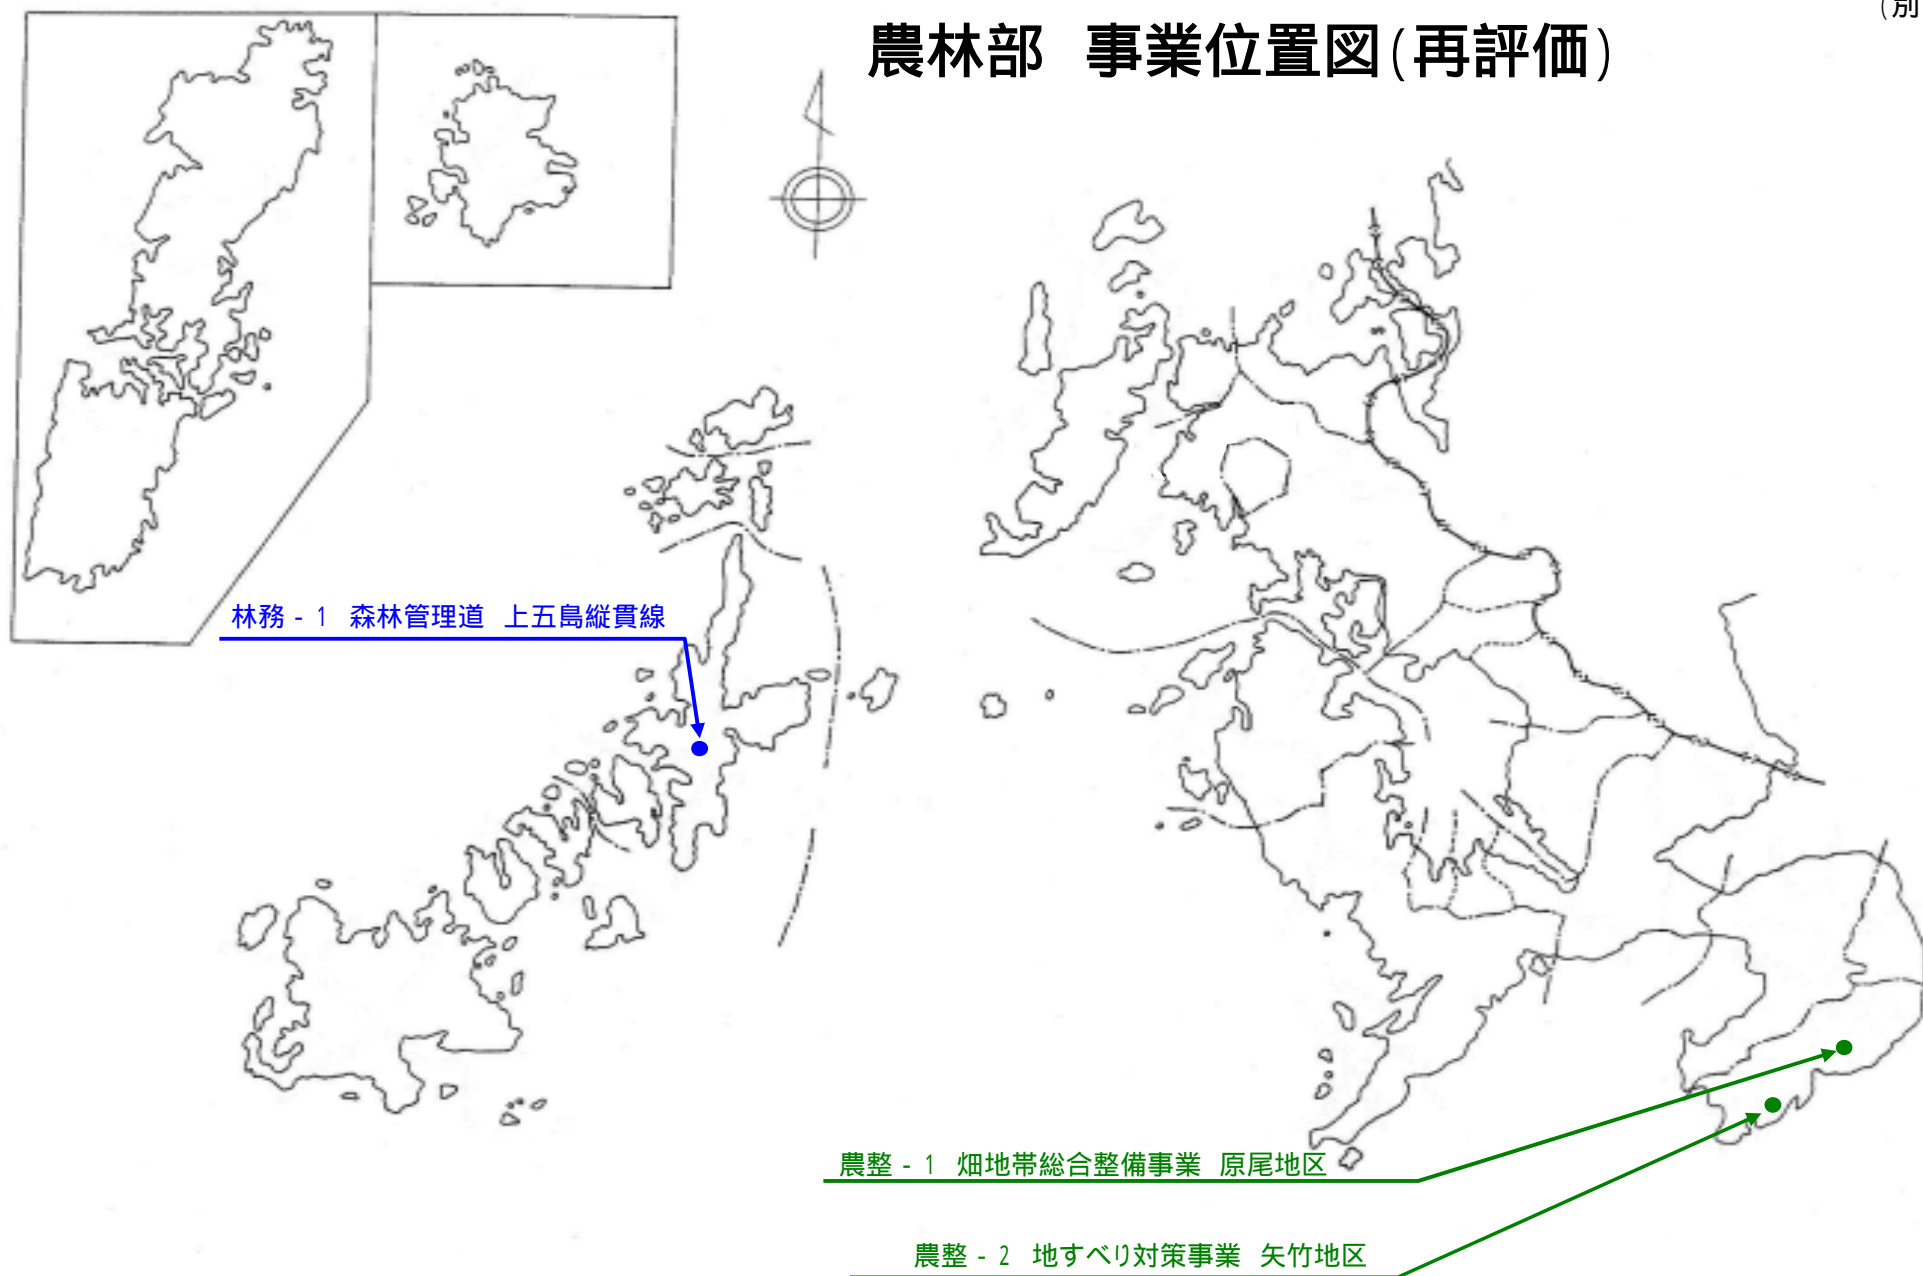 (別
農林部 事業位置図(再評価)
林務-1 森林管理道 上五島縦貫線
農整-1 畑地帯総合整備事業 原尾地区
農整-2 地すべり対策事業 矢竹地区